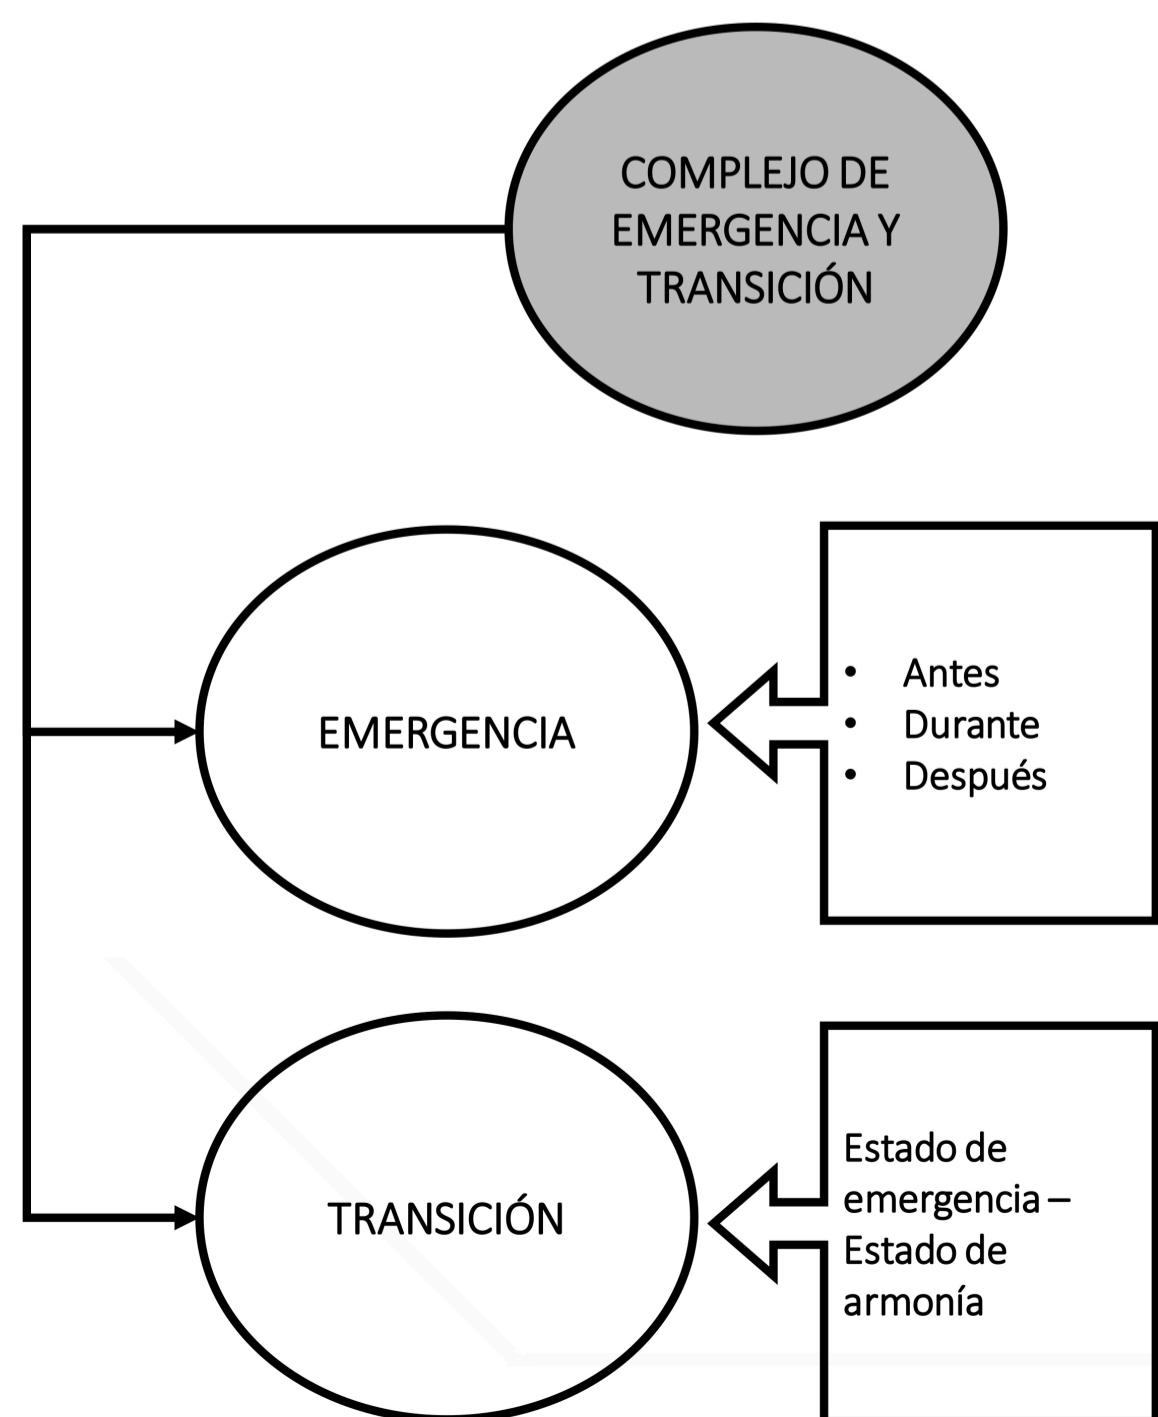 COMPLEJO DE
EMERGENCIA Y
TRANSICIÓN
EMERGENCIA
• Antes
• Durante
• Después
TRANSICIÓN
Estado de
emergencia –
Estado de
armonía